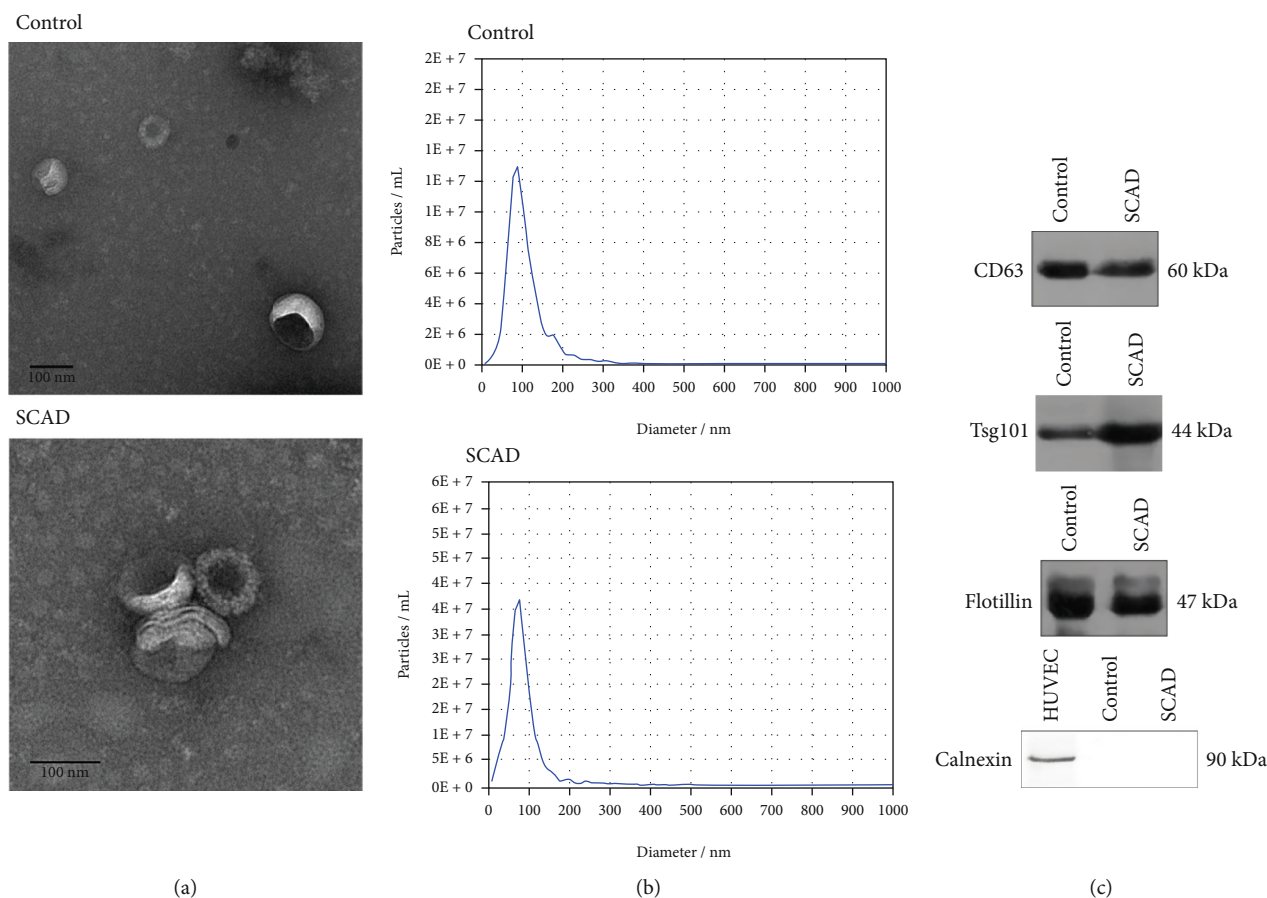 Control
100 nm
SCAD
100 nm
(a)
Control
Particles / mL
2E + 7
2E + 7
2E + 7
1E + 7
1E + 7
1E + 7
8E + 6
6E + 6
4E + 6
2E + 6
0E + 0
0 100 200 300 400 500 600 700 800 900 1000
Diameter / nm
SCAD
Particles / mL
6E + 7
6E + 7
5E + 7
5E + 7
4E + 7
4E + 7
3E + 7
3E + 7
2E + 7
2E + 7
1E + 7
5E + 6
0E + 0
0 100 200 300 400 500 600 700 800 900 1000
Diameter / nm
(b)
Control SCAD
CD63 60 kDa
Control SCAD
Tsg101 44 kDa
Control SCAD
Flotillin 47 kDa
HUVEC Control SCAD
Calnexin 90 kDa
(c)